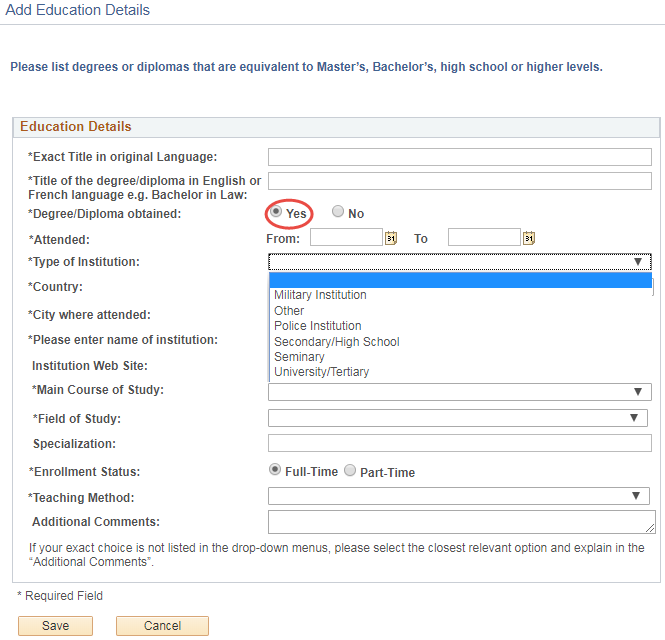 Add Education Details
Please list degrees or diplomas that are equivalent to Master's, Bachelor's, high school or higher levels.
Education Details
*Exact Title in original Language:
*Title of the degree/diploma in English or
French language e.g. Bachelor in Law:
*Degree/Diploma obtained: Yes No
*Attended: From: 31 To 31
*Type of Institution:
*Country:
Military Institution
Other
*City where attended:
Police Institution
*Please enter name of institution:
Secondary/High School
Seminary
Institution Web Site:
University/Tertiary
*Main Course of Study:
*Field of Study:
Specialization:
*Enrollment Status: Full-Time Part-Time
*Teaching Method:
Additional Comments:
If your exact choice is not listed in the drop-down menus, please select the closest relevant option and explain in the
“Additional Comments”.
* Required Field
Save Cancel